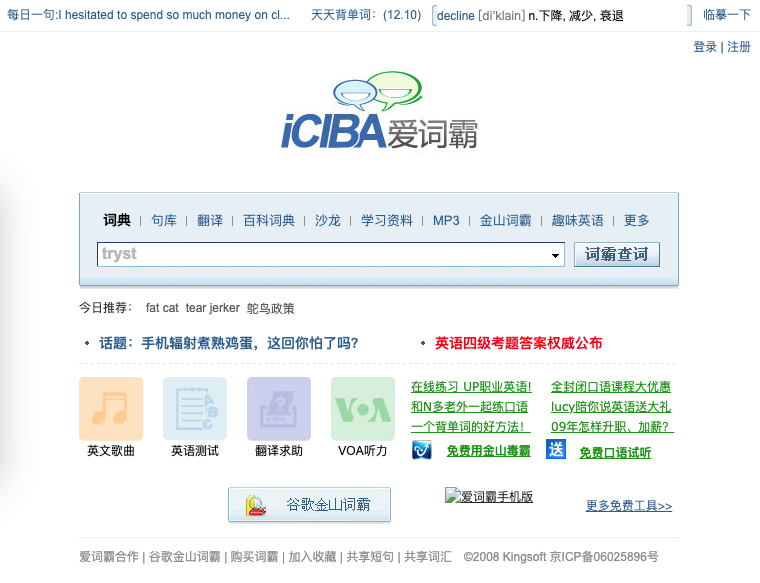 每日一句:I hesitated to spend so much money on cl... 天天背单词：(12.10) decline [di'klain] n.下降, 减少, 衰退 临摹一下
登录 | 注册
iCIBA爱词霸
词典 | 句库 | 翻译 | 百科词典 | 沙龙 | 学习资料 | MP3 | 金山词霸 | 趣味英语 | 更多
tryst 词霸查词
今日推荐： fat cat tear jerker 鸵鸟政策
· 话题：手机辐射煮熟鸡蛋，这回你怕了吗? · 英语四级考题答案权威公布
ABC
VOA
英文歌曲 英语测试 翻译求助 VOA听力
在线练习 UP职业英语! 全封闭口语课程大优惠
和N多老外一起练口语 lucy陪你说英语送大礼
一个背单词的好方法！ 09年怎样升职、加薪？
免费用金山毒霸 送 免费口语试听
谷歌金山词霸 爱词霸手机版 更多免费工具>>
爱词霸合作 | 谷歌金山词霸 | 购买词霸 | 加入收藏 | 共享短句 | 共享词汇 ©2008 Kingsoft 京ICP备06025896号